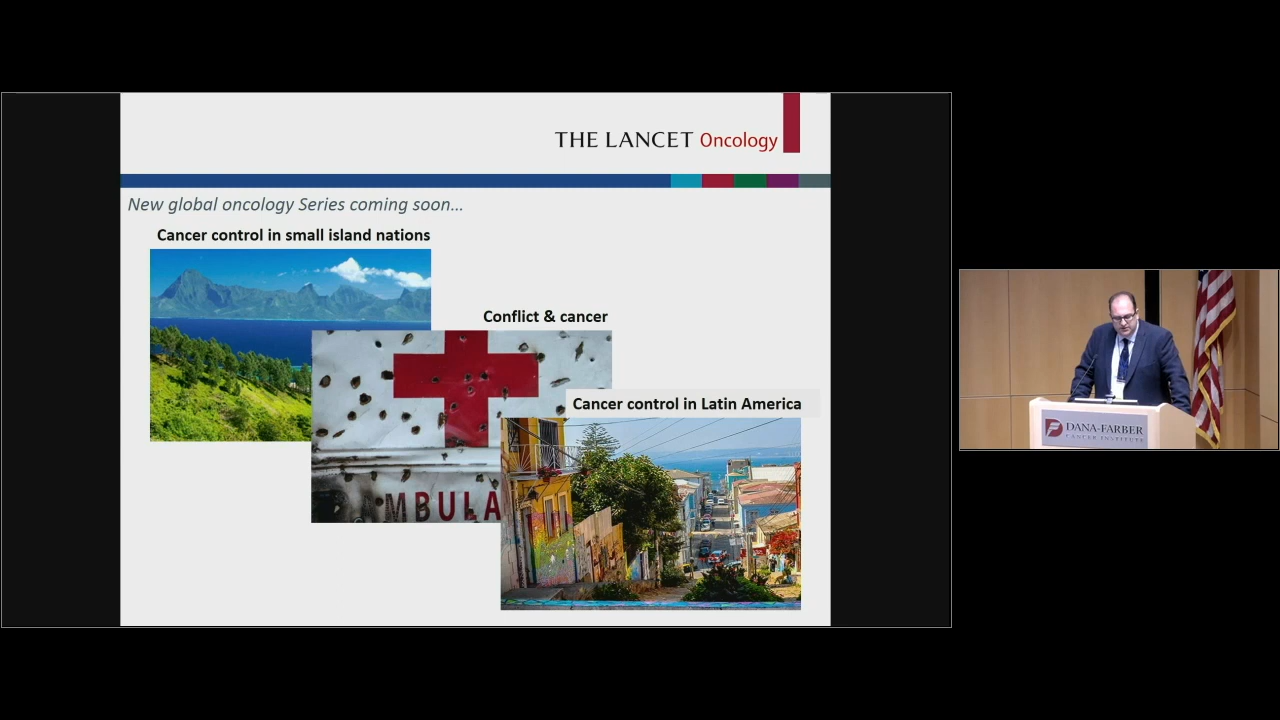 THE LANCET Oncology
New global oncology Series coming soon...
Cancer control in small island nations
Conflict & cancer
Cancer control in Latin America
AMBULA
DANA-FARBER
CANCER INSTITUTE